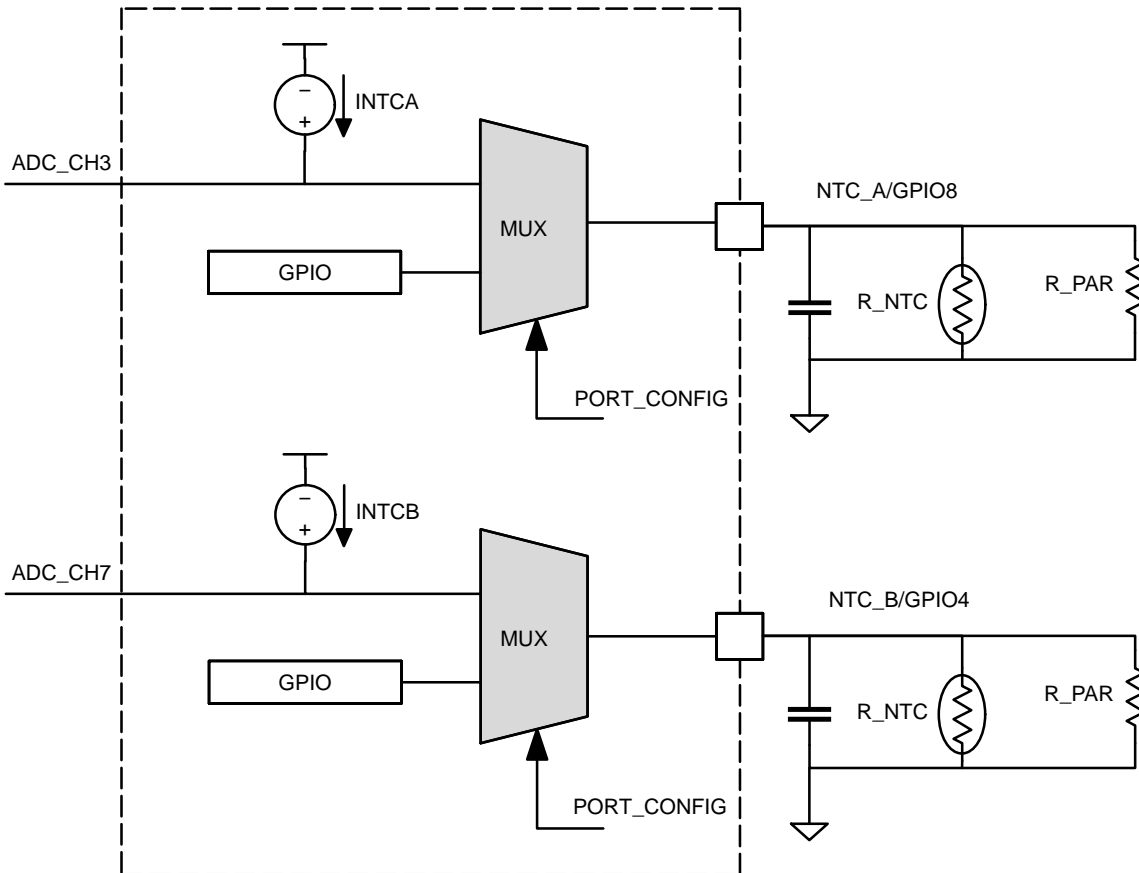 INTCA
ADC_CH3
NTC_A/GPIO8
MUX
GPIO
R_NTC
R_PAR
PORT_CONFIG
INTCB
ADC_CH7
NTC_B/GPIO4
MUX
GPIO
R_NTC
R_PAR
PORT_CONFIG